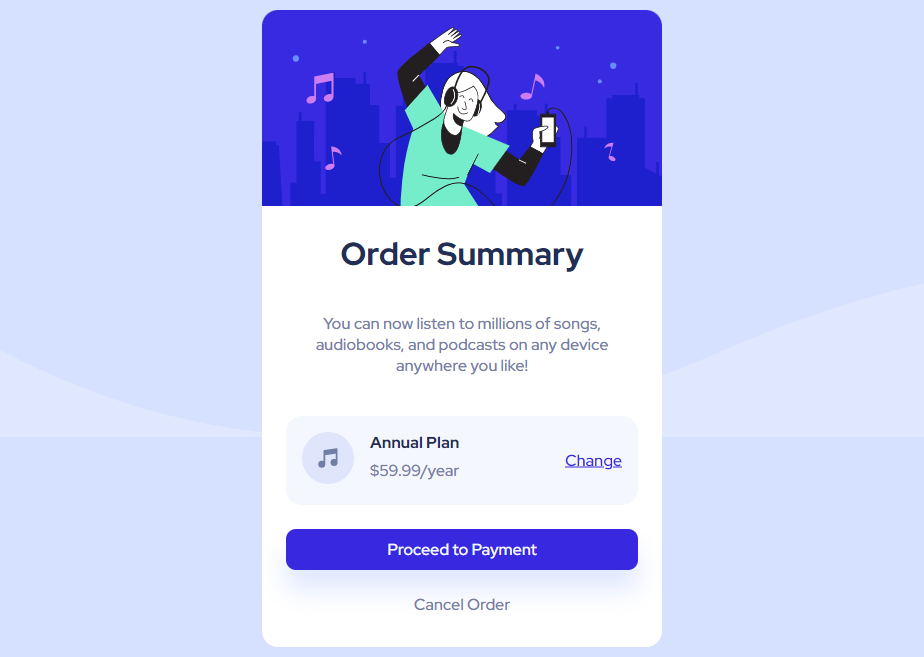 Order Summary
You can now listen to millions of songs,
audiobooks, and podcasts on any device
anywhere you like!
Annual Plan
$59.99/year
Change
Proceed to Payment
Cancel Order